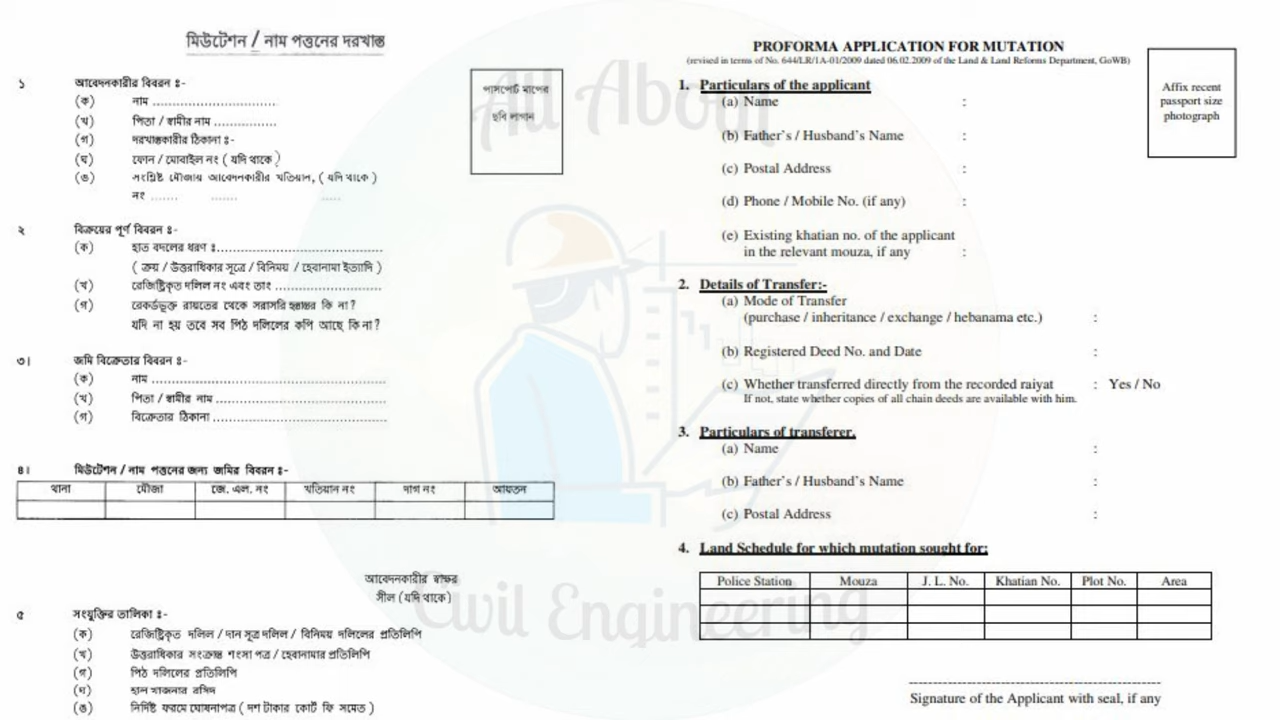 মিউটেশন / নাম পত্তনের দরখাস্ত
পাসপোর্ট মাপের
ছবি লাগান
১ আবেদনকারীর বিবরন ঃ-
(ক) নাম ................................
(খ) পিতা / স্বামীর নাম ................
(গ) দরখাস্তকারীর ঠিকানা ঃ-
(ঘ) ফোন / মোবাইল নং ( যদি থাকে )
(ঙ) সংশ্লিষ্ট মৌজায় আবেদনকারীর খতিয়ান, ( যদি থাকে )
নং ....... ....... .....
২ বিক্রয়ের পূর্ণ বিবরন ঃ-
(ক) হাত বদলের ধরণ ঃ..........................................
( ক্রয় / উত্তরাধিকার সূত্রে / বিনিময় / হেবানামা ইত্যাদি )
(খ) রেজিষ্ট্রিকৃত দলিল নং এবং তাং :...........................
(গ) রেকর্ডভুক্ত রায়তের থেকে সরাসরি হস্তান্তর কি না?
যদি না হয় তবে সব পিঠ দলিলের কপি আছে কি না?
৩। জমি বিক্রেতার বিবরন ঃ-
(ক) নাম ...........................................................
(খ) পিতা / স্বামীর নাম ...........................................
(গ) বিক্রেতার ঠিকানা ............................................
৪। মিউটেশন / নাম পত্তনের জন্য জমির বিবরন ঃ-
থানা মৌজা জে. এল. নং খতিয়ান নং দাগ নং আয়তন
আবেদনকারীর স্বাক্ষর
সীল (যদি থাকে)
৫ সংযুক্তির তালিকা ঃ-
(ক) রেজিষ্ট্রিকৃত দলিল / দান সূত্র দলিল / বিনিময় দলিলের প্রতিলিপি
(খ) উত্তরাধিকার সংক্রান্ত শংসা পত্র / হেবানামার প্রতিলিপি
(গ) পিঠ দলিলের প্রতিলিপি
(ঘ) হাল খাজনার রসিদ
(ঙ) নির্দিষ্ট ফরমে ঘোষনাপত্র ( দশ টাকার কোর্ট ফি সমেত )
PROFORMA APPLICATION FOR MUTATION
(revised in terms of No. 644/LR/1A-01/2009 dated 06.02.2009 of the Land & Land Reforms Department, GoWB)
Affix recent
passport size
photograph
1. Particulars of the applicant
(a) Name :
(b) Father's / Husband's Name :
(c) Postal Address :
(d) Phone / Mobile No. (if any) :
(e) Existing khatian no. of the applicant
in the relevant mouza, if any :
2. Details of Transfer:-
(a) Mode of Transfer
(purchase / inheritance / exchange / hebanama etc.) :
(b) Registered Deed No. and Date :
(c) Whether transferred directly from the recorded raiyat : Yes / No
If not, state whether copies of all chain deeds are available with him.
3. Particulars of transferer.
(a) Name :
(b) Father's / Husband's Name :
(c) Postal Address :
4. Land Schedule for which mutation sought for:
Police Station Mouza J. L. No. Khatian No. Plot No. Area
Signature of the Applicant with seal, if any
All About
Civil Engineering